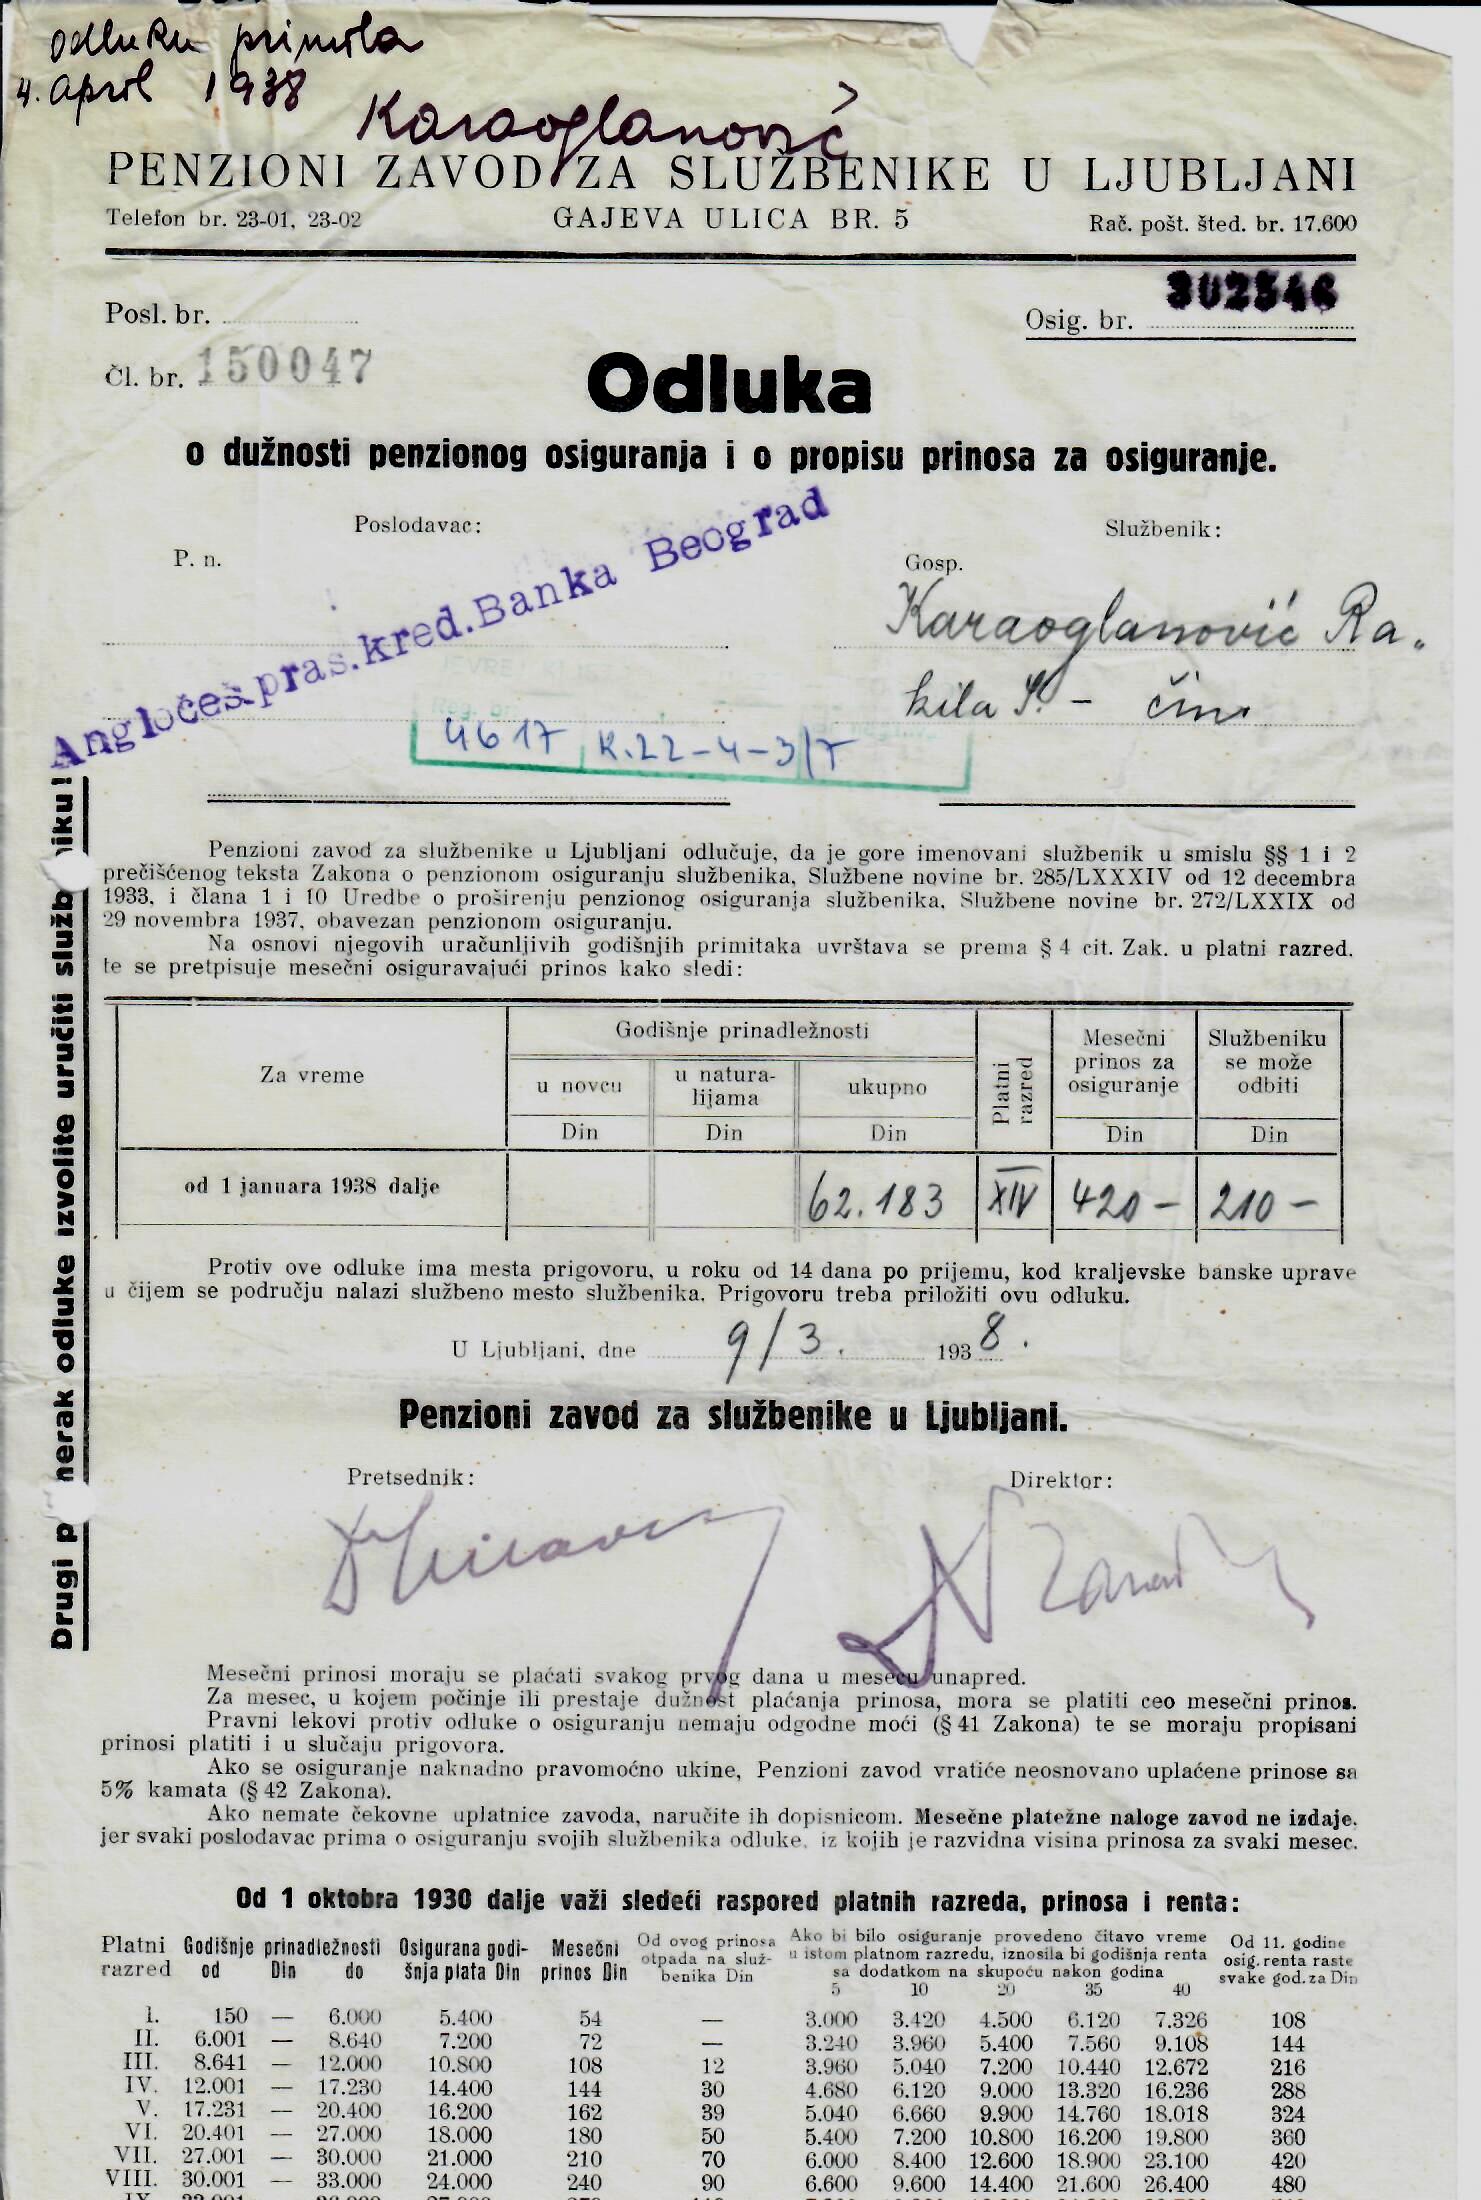 odluku primila
4. april 1938
Karaoglanović
PENZIONI ZAVOD ZA SLUŽBENIKE U LJUBLJANI
Telefon br. 23-01, 23-02 GAJEVA ULICA BR. 5 Rač. pošt. šted. br. 17.600
Posl. br.
Osig. br. 302546
Čl. br. 150047
Odluka
o dužnosti penzionog osiguranja i o propisu prinosa za osiguranje.
Poslodavac: Službenik:
P. n. Gosp.
Angločeš.pras.kred.Banka Beograd
Karaoglanović Ra-
kila - čin.
Reg. br.
4617 K.22-4-3/7
Drugi p nerak odluke izvolite uručiti služb niku!
Penzioni zavod za službenike u Ljubljani odlučuje, da je gore imenovani službenik u smislu §§ 1 i 2
prečišćenog teksta Zakona o penzionom osiguranju službenika, Službene novine br. 285/LXXXIV od 12 decembra
1933, i člana 1 i 10 Uredbe o proširenju penzionog osiguranja službenika, Službene novine br. 272/LXXIX od
29 novembra 1937, obavezan penzionom osiguranju.
Na osnovi njegovih uračunljivih godišnjih primitaka uvrštava se prema § 4 cit. Zak. u platni razred.
te se pretpisuje mesečni osiguravajući prinos kako sledi:
Za vreme
Godišnje prinadležnosti
u novcu
Din
u natura-
lijama
Din
ukupno
Din
Platni
razred
Mesečni
prinos za
osiguranje
Din
Službeniku
se može
odbiti
Din
od 1 januara 1938 dalje 62.183 XIV 420 – 210 –
Protiv ove odluke ima mesta prigovoru, u roku od 14 dana po prijemu, kod kraljevske banske uprave
u čijem se području nalazi službeno mesto službenika. Prigovoru treba priložiti ovu odluku.
U Ljubljani, dne 9/3. 1938.
Penzioni zavod za službenike u Ljubljani.
Pretsednik: Direktor:
Mesečni prinosi moraju se plaćati svakog prvog dana u mesecu unapred.
Za mesec, u kojem počinje ili prestaje dužnost plaćanja prinosa, mora se platiti ceo mesečni prinos.
Pravni lekovi protiv odluke o osiguranju nemaju odgodne moći (§ 41 Zakona) te se moraju propisani
prinosi platiti i u slučaju prigovora.
Ako se osiguranje naknadno pravomoćno ukine, Penzioni zavod vratiće neosnovano uplaćene prinose sa
5% kamata (§ 42 Zakona).
Ako nemate čekovne uplatnice zavoda, naručite ih dopisnicom. Mesečne platežne naloge zavod ne izdaje,
jer svaki poslodavac prima o osiguranju svojih službenika odluke, iz kojih je razvidna visina prinosa za svaki mesec.
Od 1 oktobra 1930 dalje važi sledeći raspored platnih razreda, prinosa i renta:
Platni
razred
Godišnje prinadležnosti
od Din do
Osigurana godi-
šnja plata Din
Mesečni
prinos Din
Od ovog prinosa
otpada na služ-
benika Din
Ako bi bilo osiguranje provedeno čitavo vreme
u istom platnom razredu, iznosila bi godišnja renta
sa dodatkom na skupoću nakon godina
5 10 20 35 40
Od 11. godine
osig. renta raste
svake god. za Din
I. 150 — 6.000 5.400 54 — 3.000 3.420 4.500 6.120 7.326 108
II. 6.001 — 8.640 7.200 72 — 3.240 3.960 5.400 7.560 9.108 144
III. 8.641 — 12.000 10.800 108 12 3.960 5.040 7.200 10.440 12.672 216
IV. 12.001 — 17.230 14.400 144 30 4.680 6.120 9.000 13.320 16.236 288
V. 17.231 — 20.400 16.200 162 39 5.040 6.660 9.900 14.760 18.018 324
VI. 20.401 — 27.000 18.000 180 50 5.400 7.200 10.800 16.200 19.800 360
VII. 27.001 — 30.000 21.000 210 70 6.000 8.400 12.600 18.900 23.100 420
VIII. 30.001 — 33.000 24.000 240 90 6.600 9.600 14.400 21.600 26.400 480